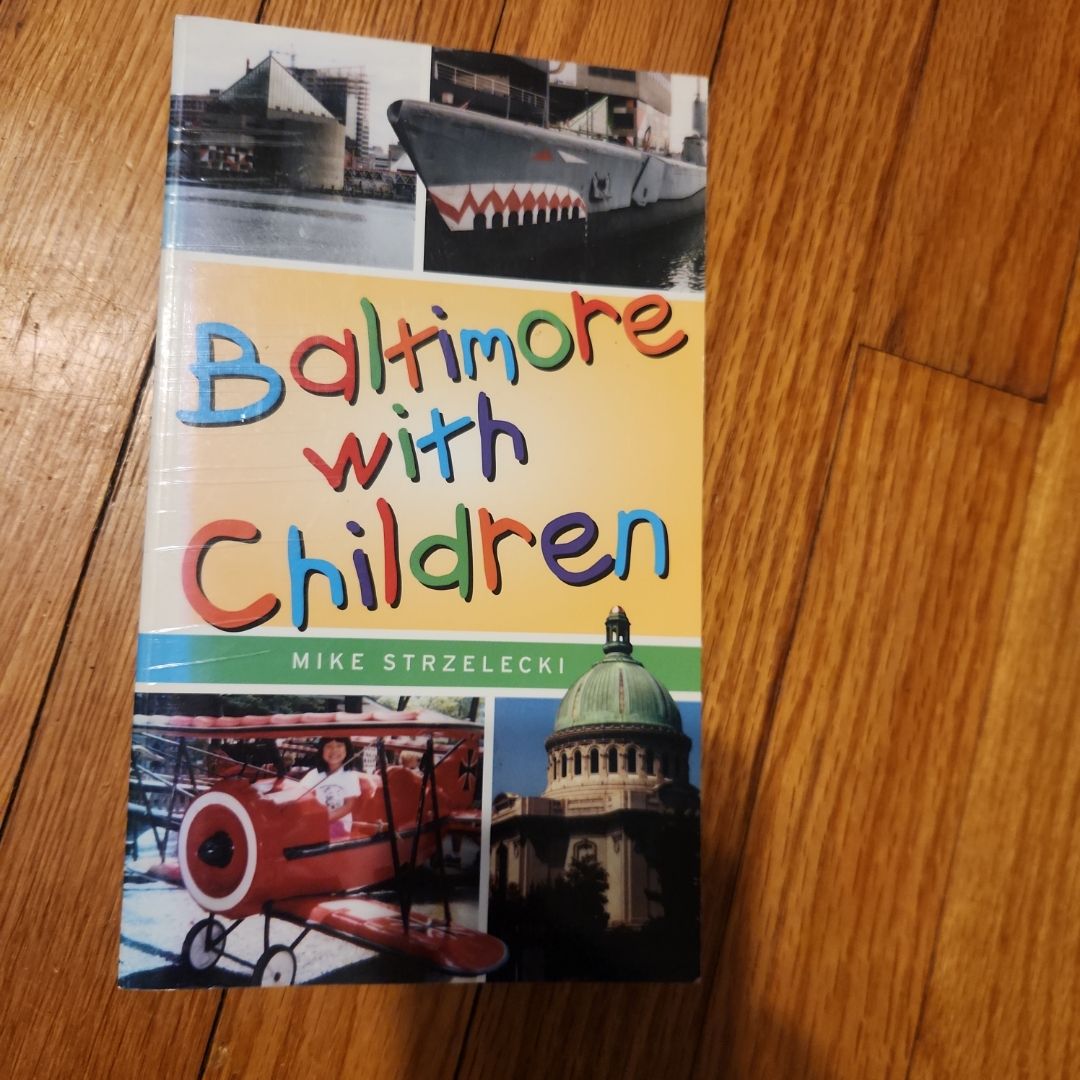 Baltimore
with
Children
MIKE STRZELECKI